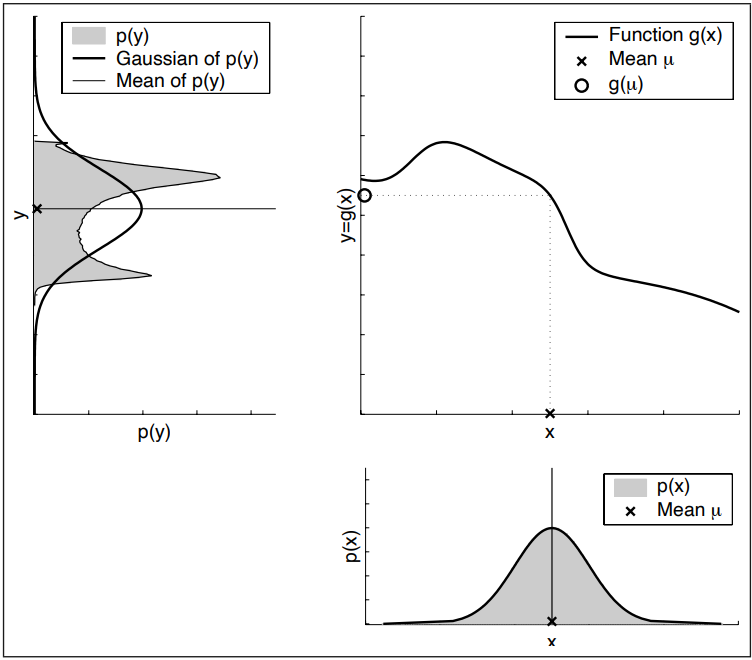 p(y)
Gaussian of p(y)
Mean of p(y)
y
p(y)
Function g(x)
Mean μ
g(μ)
y=g(x)
x
p(x)
Mean μ
p(x)
x